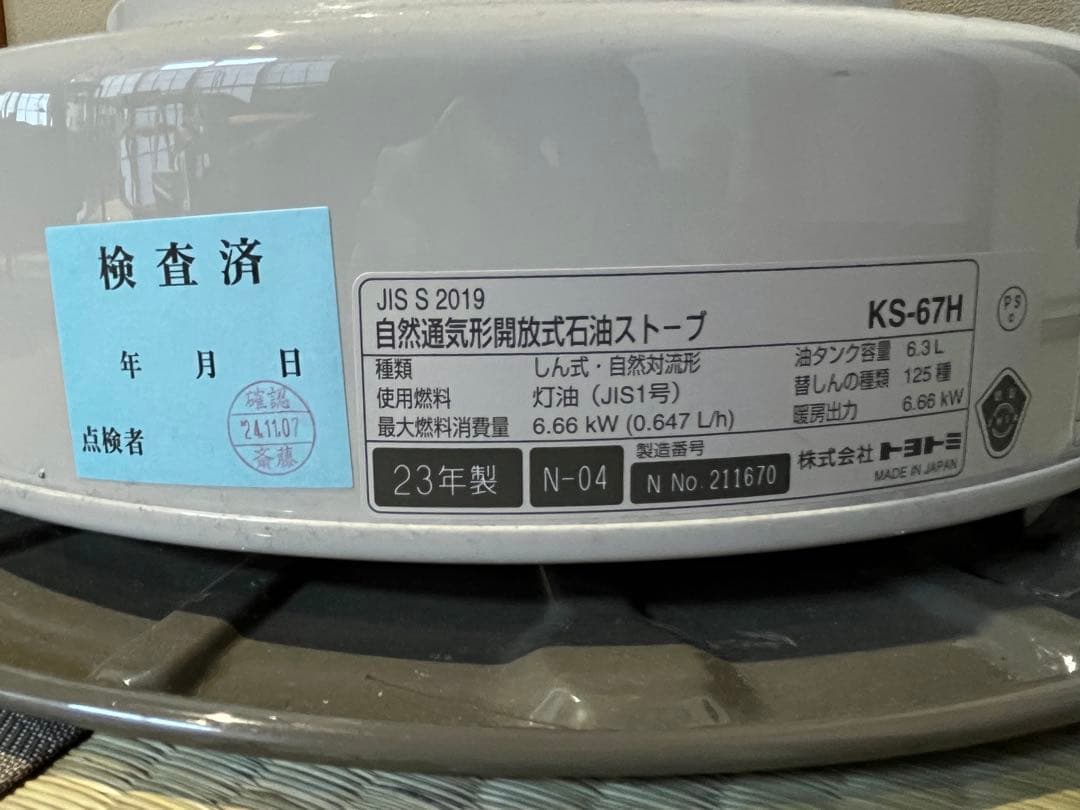 検査済
年 月 日
点検者
確認
'24.11.07
斎藤
JIS S 2019
自然通気形開放式石油ストーブ
KS-67H
種類 しん式・自然対流形
使用燃料 灯油（JIS1号）
最大燃料消費量 6.66 kW (0.647 L/h)
油タンク容量 6.3 L
替しんの種類 125 種
暖房出力 6.66 kW
23年製
N-04
製造番号
N No. 211670
株式会社 トヨトミ
MADE IN JAPAN
PS
C